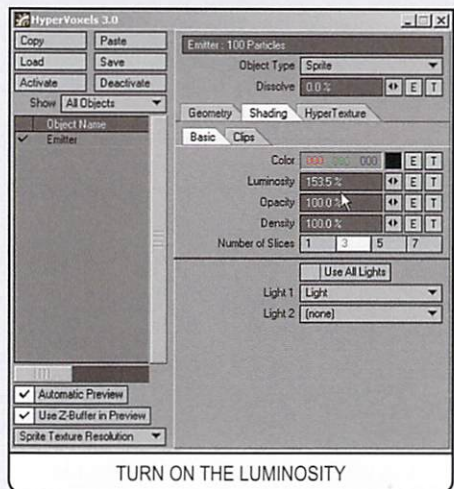 HyperVoxels 3.0
Copy Paste
Load Save
Activate Deactivate
Show All Objects
Object Name
Emitter
Automatic Preview
Use Z-Buffer in Preview
Sprite Texture Resolution
Emitter : 100 Particles
Object Type Sprite
Dissolve 0.0 % E T
Geometry Shading HyperTexture
Basic Clips
Color 000 000 000 E T
Luminosity 153.5 % E T
Opacity 100.0 % E T
Density 100.0 % E T
Number of Slices 1 3 5 7
Use All Lights
Light 1 Light
Light 2 (none)
TURN ON THE LUMINOSITY